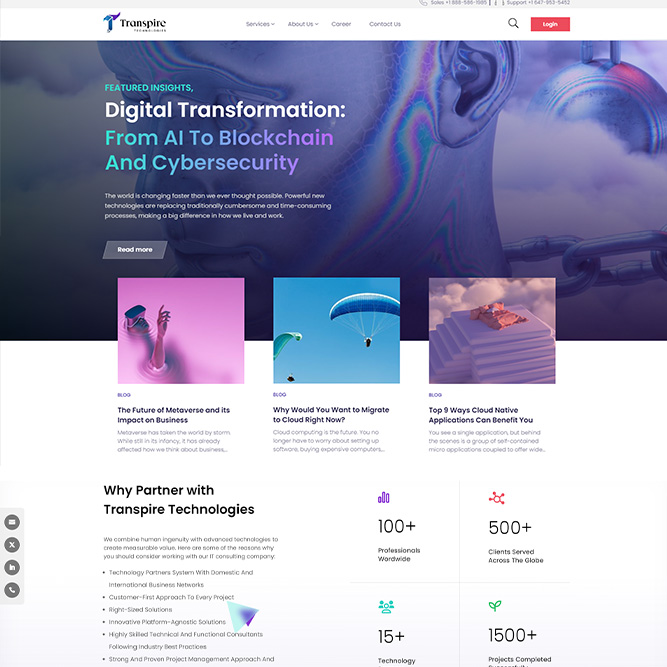 Sales +1 888-586-1985 | Support +1 647-953-5452
Transpire
TECHNOLOGIES
Services
About Us
Career
Contact Us
Login
FEATURED INSIGHTS,
Digital Transformation:
From AI To Blockchain
And Cybersecurity
The world is changing faster than we ever thought possible. Powerful new
technologies are replacing traditionally cumbersome and time-consuming
processes, making a big difference in how we live and work.
Read more
BLOG
The Future of Metaverse and its
Impact on Business
Metaverse has taken the world by storm.
While still in its infancy, it has already
affected how we think about business,...
BLOG
Why Would You Want to Migrate
to Cloud Right Now?
Cloud computing is the future. You no
longer have to worry about setting up
software, buying expensive computers,...
BLOG
Top 9 Ways Cloud Native
Applications Can Benefit You
You see a single application, but behind
the scenes is a group of self-contained
micro applications coupled to offer wide...
Why Partner with
Transpire Technologies
We combine human ingenuity with advanced technologies to
create measurable value. Here are some of the reasons why
you should consider working with our IT consulting company:
• Technology Partners System With Domestic And
International Business Networks
• Customer-First Approach To Every Project
• Right-Sized Solutions
• Innovative Platform-Agnostic Solutions
• Highly Skilled Technical And Functional Consultants
Following Industry Best Practices
• Strong And Proven Project Management Approach And
100+
Professionals
Wordwide
500+
Clients Served
Across The Globe
15+
Technology
1500+
Projects Completed